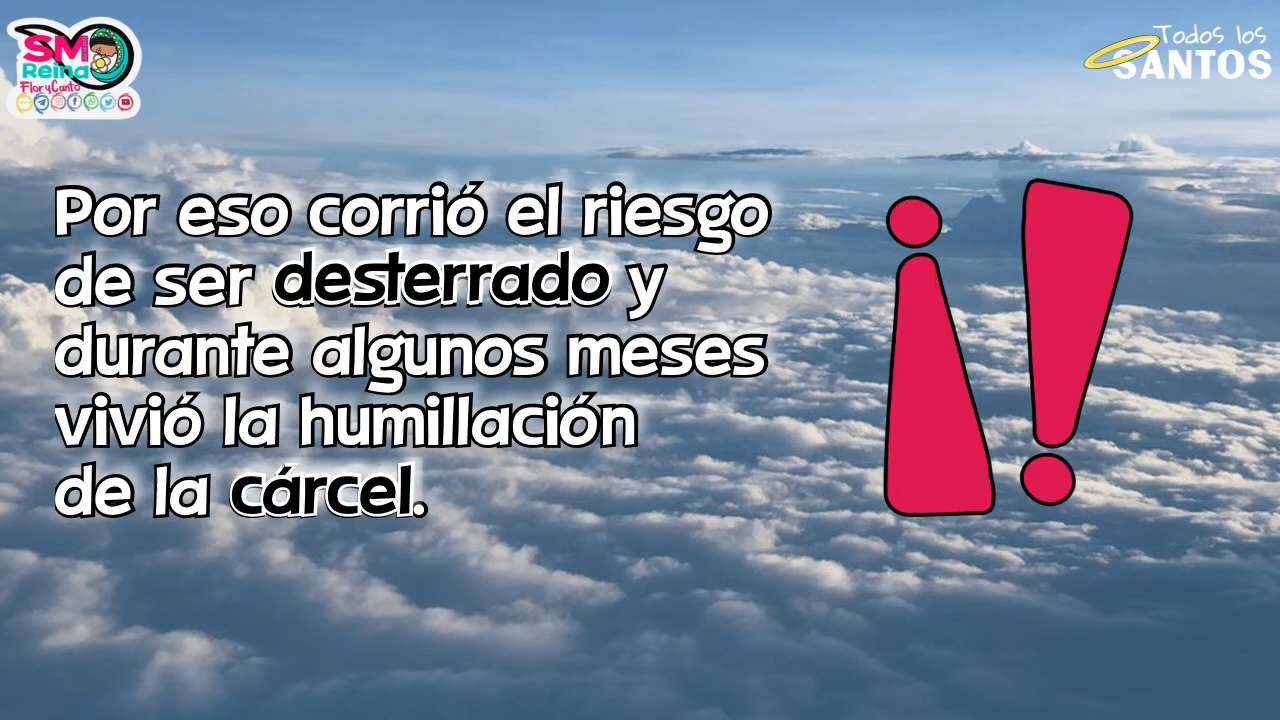 SM
Reina
Flor y Canto
Todos los
SANTOS
Por eso corrió el riesgo
de ser desterrado y
durante algunos meses
vivió la humillación
de la cárcel.
¡!